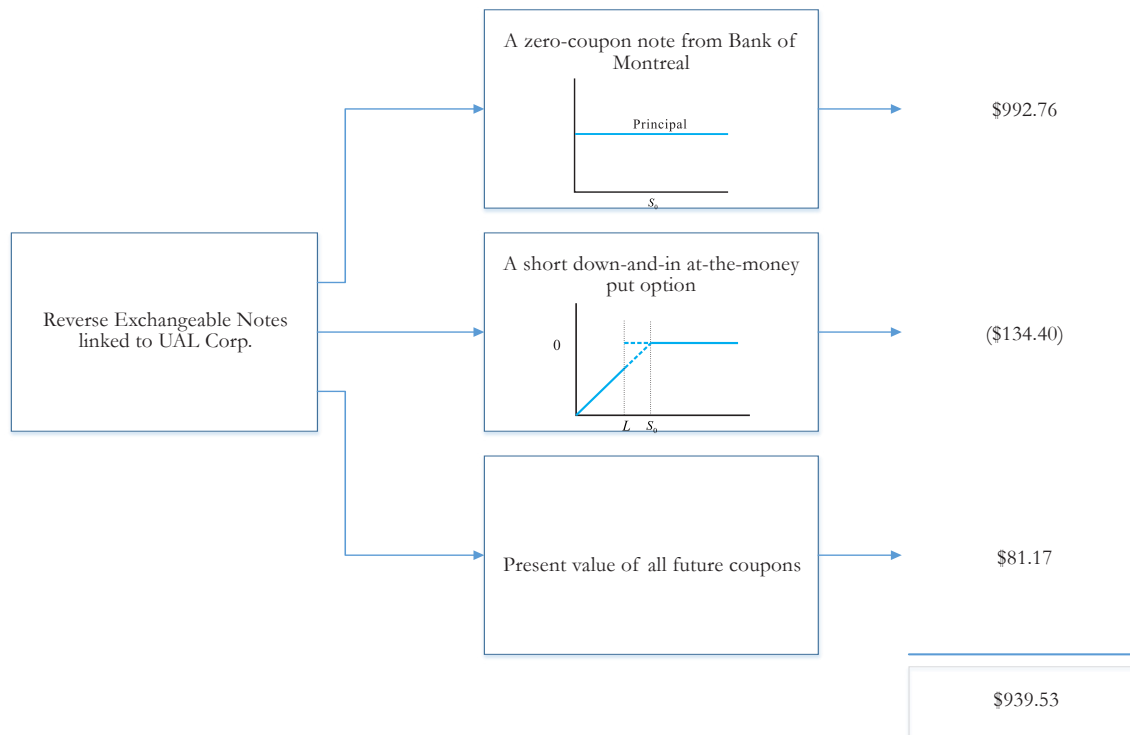 A zero-coupon note from Bank of
Montreal
Principal
S₀
$992.76
Reverse Exchangeable Notes
linked to UAL Corp.
A short down-and-in at-the-money
put option
0
L
S₀
($134.40)
Present value of all future coupons
$81.17
$939.53